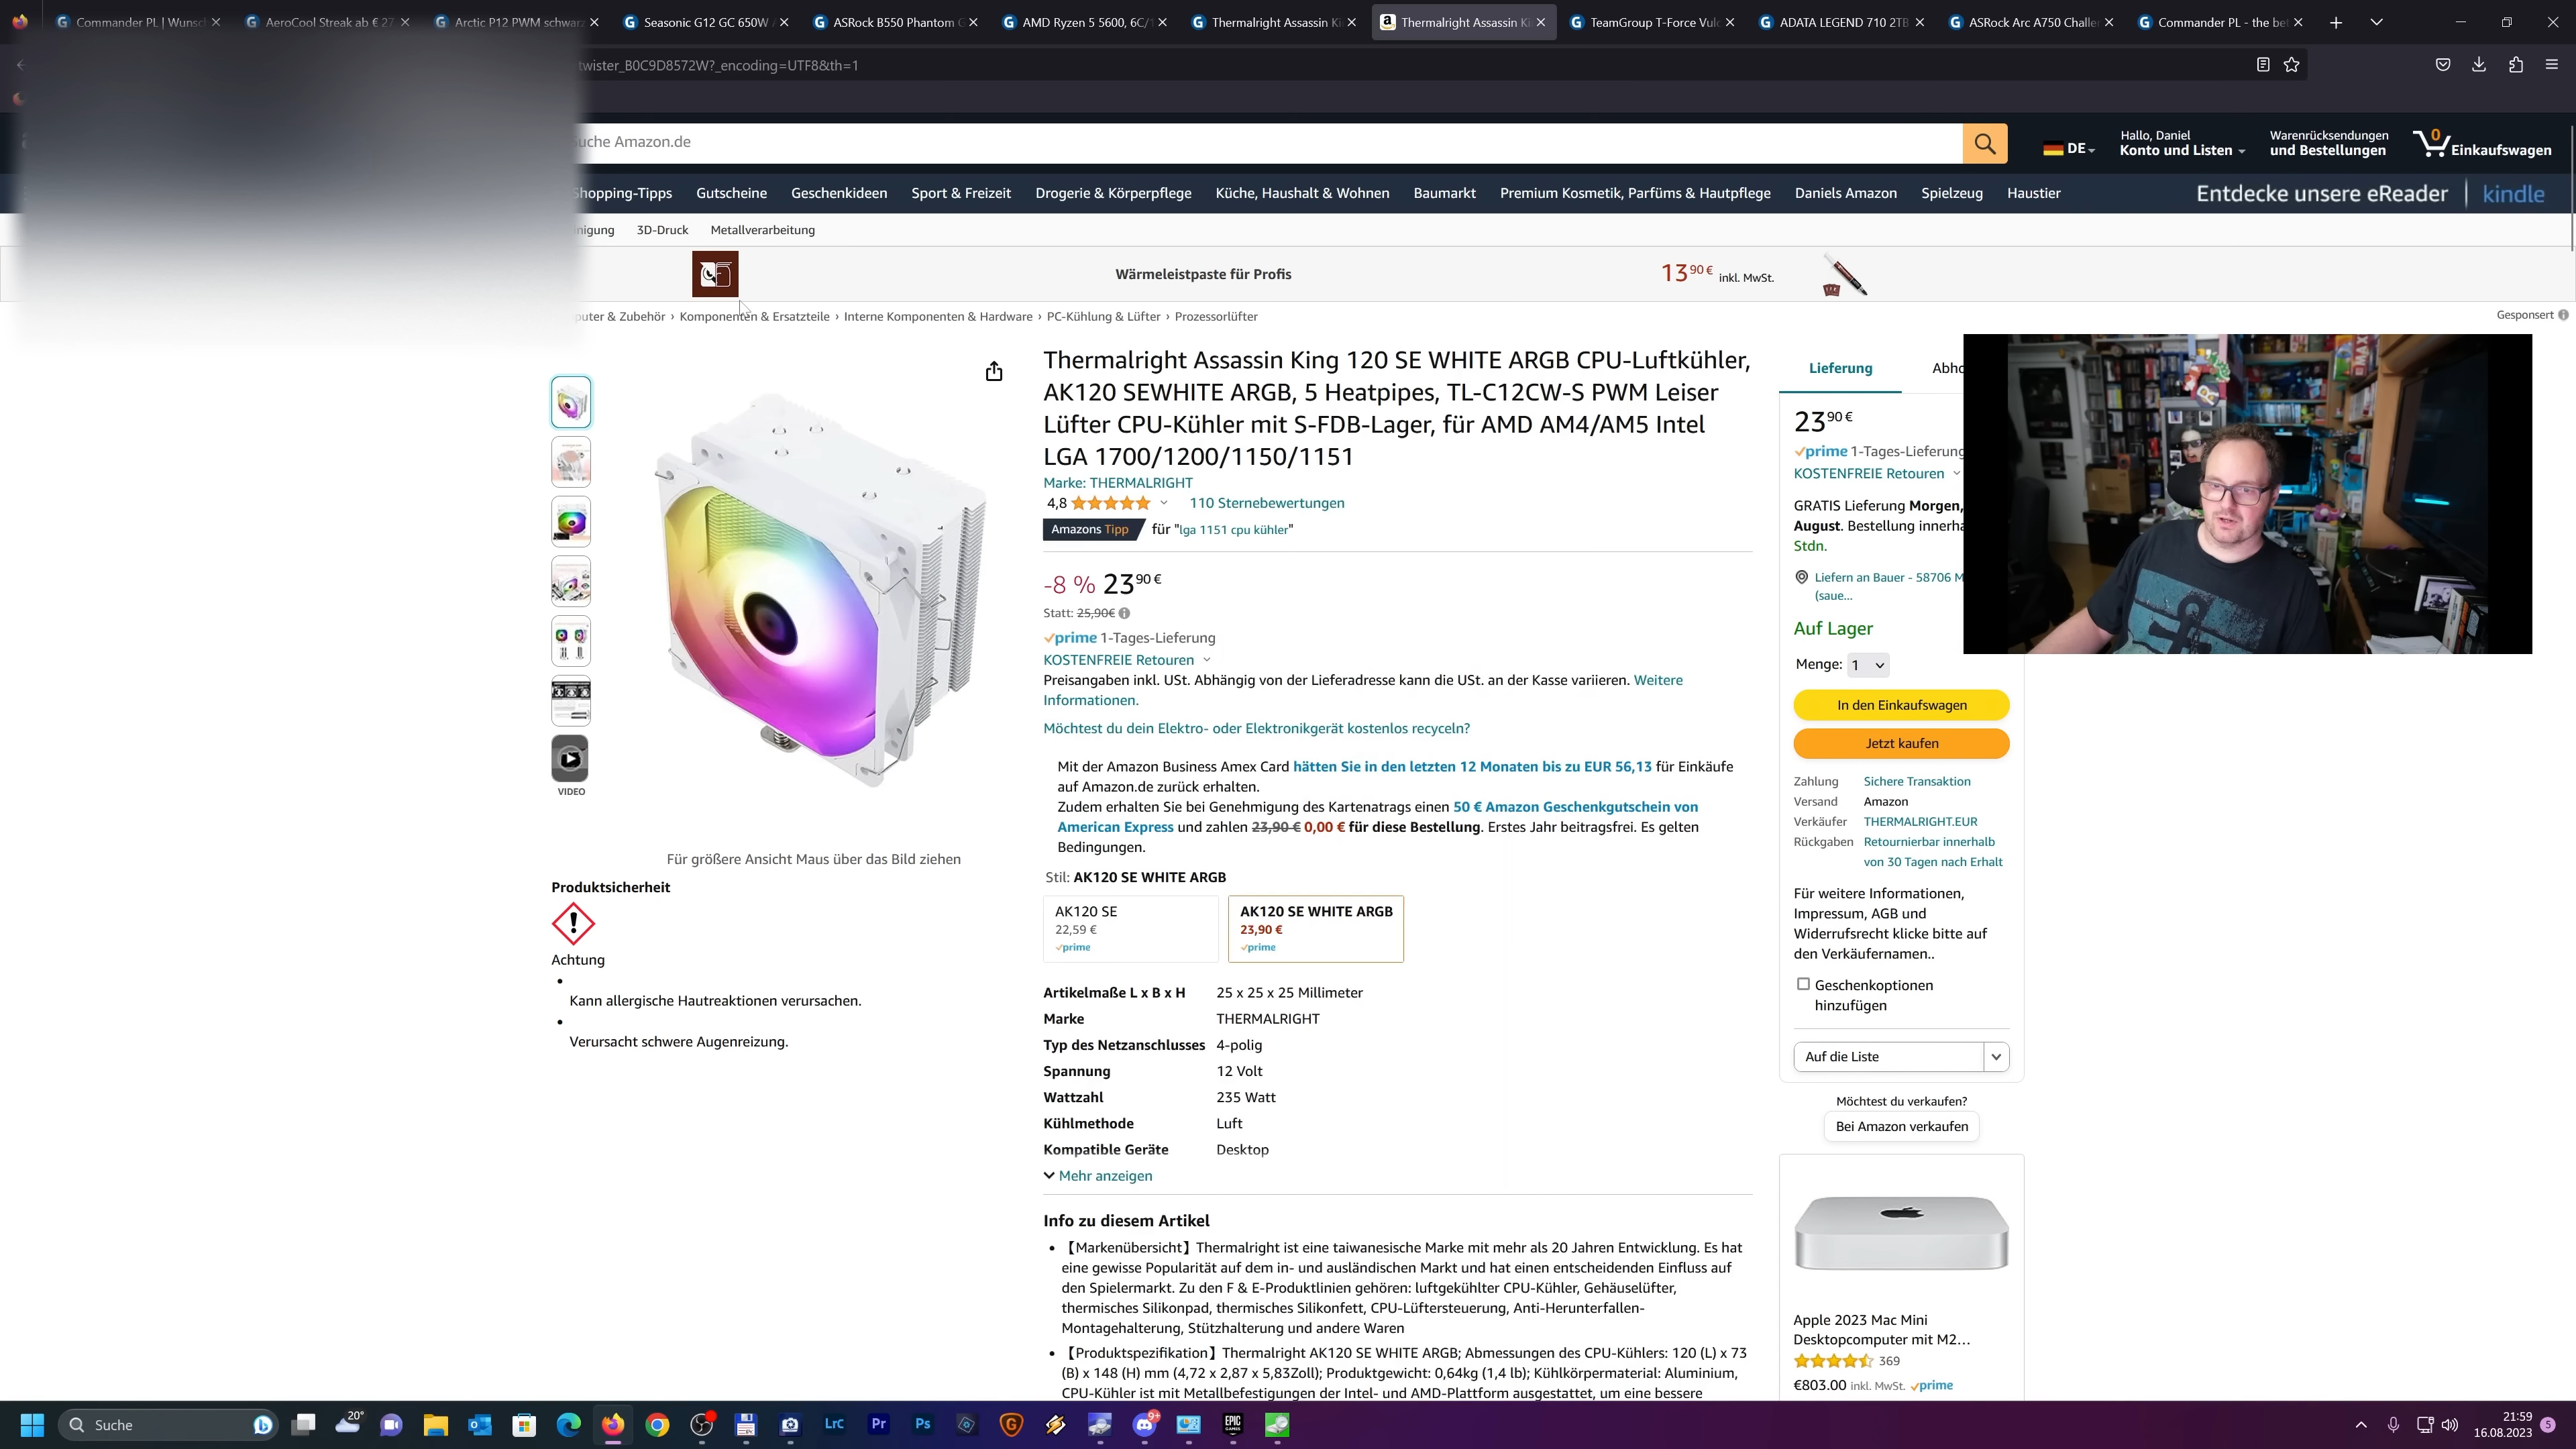 Commander PL | Wunsch
AeroCool Streak ab € 27
Arctic P12 PWM schwarz
Seasonic G12 GC 650W
ASRock B550 Phantom G
AMD Ryzen 5 5600, 6C/1
Thermalright Assassin Ki
Thermalright Assassin Ki
TeamGroup T-Force Vulc
ADATA LEGEND 710 2TB
ASRock Arc A750 Challe
Commander PL - the be
twister_B0C9D8572W?_encoding=UTF8&th=1
uche Amazon.de
DE
Hallo, Daniel
Konto und Listen
Warenrücksendungen
und Bestellungen
0
Einkaufswagen
Shopping-Tipps
Gutscheine
Geschenkideen
Sport & Freizeit
Drogerie & Körperpflege
Küche, Haushalt & Wohnen
Baumarkt
Premium Kosmetik, Parfüms & Hautpflege
Daniels Amazon
Spielzeug
Haustier
Entdecke unsere eReader | kindle
nigung
3D-Druck
Metallverarbeitung
Wärmeleistpaste für Profis
13 90 € inkl. MwSt.
puter & Zubehör › Komponenten & Ersatzteile › Interne Komponenten & Hardware › PC-Kühlung & Lüfter › Prozessorlüfter
Gesponsert
Thermalright Assassin King 120 SE WHITE ARGB CPU-Luftkühler,
AK120 SEWHITE ARGB, 5 Heatpipes, TL-C12CW-S PWM Leiser
Lüfter CPU-Kühler mit S-FDB-Lager, für AMD AM4/AM5 Intel
LGA 1700/1200/1150/1151
Marke: THERMALRIGHT
4,8
110 Sternebewertungen
Amazons Tipp für "lga 1151 cpu kühler"
-8 % 23 90 €
Statt: 25,90€
prime 1-Tages-Lieferung
KOSTENFREIE Retouren
Preisangaben inkl. USt. Abhängig von der Lieferadresse kann die USt. an der Kasse variieren. Weitere
Informationen.
Möchtest du dein Elektro- oder Elektronikgerät kostenlos recyceln?
Mit der Amazon Business Amex Card hätten Sie in den letzten 12 Monaten bis zu EUR 56,13 für Einkäufe
auf Amazon.de zurück erhalten.
Zudem erhalten Sie bei Genehmigung des Kartenatrags einen 50 € Amazon Geschenkgutschein von
American Express und zahlen 23,90 € 0,00 € für diese Bestellung. Erstes Jahr beitragsfrei. Es gelten
Bedingungen.
Stil: AK120 SE WHITE ARGB
AK120 SE
22,59 €
prime
AK120 SE WHITE ARGB
23,90 €
prime
Artikelmaße L x B x H 25 x 25 x 25 Millimeter
Marke THERMALRIGHT
Typ des Netzanschlusses 4-polig
Spannung 12 Volt
Wattzahl 235 Watt
Kühlmethode Luft
Kompatible Geräte Desktop
Mehr anzeigen
Info zu diesem Artikel
• 【Markenübersicht】Thermalright ist eine taiwanesische Marke mit mehr als 20 Jahren Entwicklung. Es hat
eine gewisse Popularität auf dem in- und ausländischen Markt und hat einen entscheidenden Einfluss auf
den Spielermarkt. Zu den F & E-Produktlinien gehören: luftgekühlter CPU-Kühler, Gehäuselüfter,
thermisches Silikonpad, thermisches Silikonfett, CPU-Lüftersteuerung, Anti-Herunterfallen-
Montagehalterung, Stützhalterung und andere Waren
• 【Produktspezifikation】Thermalright AK120 SE WHITE ARGB; Abmessungen des CPU-Kühlers: 120 (L) x 73
(B) x 148 (H) mm (4,72 x 2,87 x 5,83Zoll); Produktgewicht: 0,64kg (1,4 lb); Kühlkörpermaterial: Aluminium,
CPU-Kühler ist mit Metallbefestigungen der Intel- und AMD-Plattform ausgestattet, um eine bessere
VIDEO
Für größere Ansicht Maus über das Bild ziehen
Produktsicherheit
Achtung
•
Kann allergische Hautreaktionen verursachen.
•
Verursacht schwere Augenreizung.
Lieferung
Abho
23 90 €
prime 1-Tages-Lieferung
KOSTENFREIE Retouren
GRATIS Lieferung Morgen,
August. Bestellung innerha
Stdn.
Liefern an Bauer - 58706 M
(saue...
Auf Lager
Menge: 1
In den Einkaufswagen
Jetzt kaufen
Zahlung Sichere Transaktion
Versand Amazon
Verkäufer THERMALRIGHT.EUR
Rückgaben Retournierbar innerhalb
von 30 Tagen nach Erhalt
Für weitere Informationen,
Impressum, AGB und
Widerrufsrecht klicke bitte auf
den Verkäufernamen..
Geschenkoptionen
hinzufügen
Auf die Liste
Möchtest du verkaufen?
Bei Amazon verkaufen
Apple 2023 Mac Mini
Desktopcomputer mit M2…
369
€803.00 inkl. MwSt. prime
Suche
20°
LrC
Pr
Ps
9+
EPIC
GAMES
21:59
16.08.2023
5